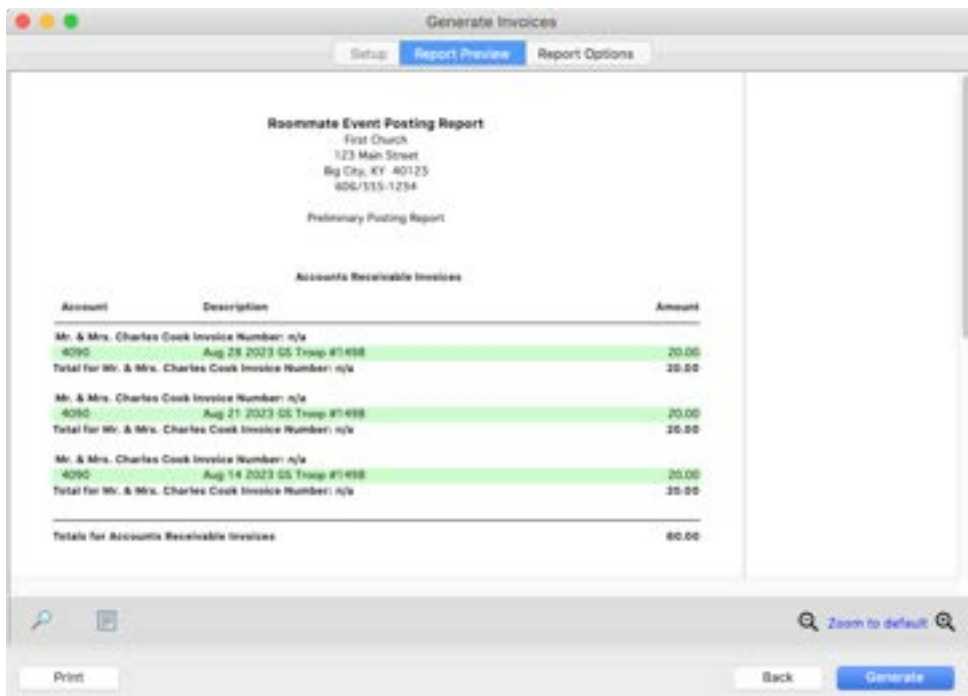 Generate Invoices
Setup Report Preview Report Options
Roommate Event Posting Report
First Church
123 Main Street
Big City, KY 40123
606/555-1234
Preliminary Posting Report
Accounts Receivable Invoices
Account Description Amount
Mr. & Mrs. Charles Cook Invoice Number: n/a
4090 Aug 28 2023 GS Troop #1498 20.00
Total for Mr. & Mrs. Charles Cook Invoice Number: n/a 20.00
Mr. & Mrs. Charles Cook Invoice Number: n/a
4090 Aug 21 2023 GS Troop #1498 20.00
Total for Mr. & Mrs. Charles Cook Invoice Number: n/a 20.00
Mr. & Mrs. Charles Cook Invoice Number: n/a
4090 Aug 14 2023 GS Troop #1498 20.00
Total for Mr. & Mrs. Charles Cook Invoice Number: n/a 20.00
Totals for Accounts Receivable Invoices 60.00
Zoom to default
Print Back Generate